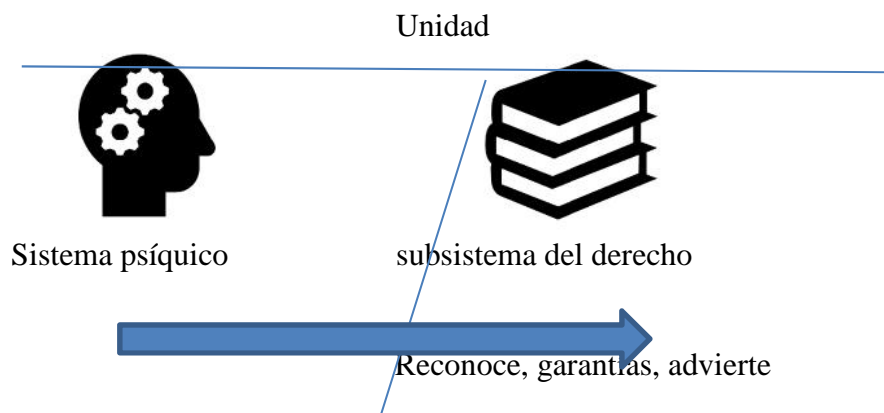 Unidad
Sistema psíquico
subsistema del derecho
Reconoce, garantías, advierte